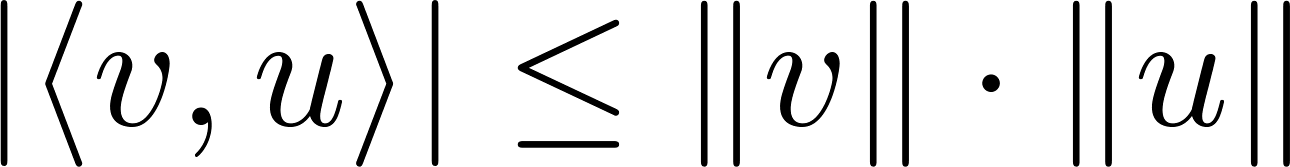 |⟨v, u⟩| ≤ ‖v‖ · ‖u‖